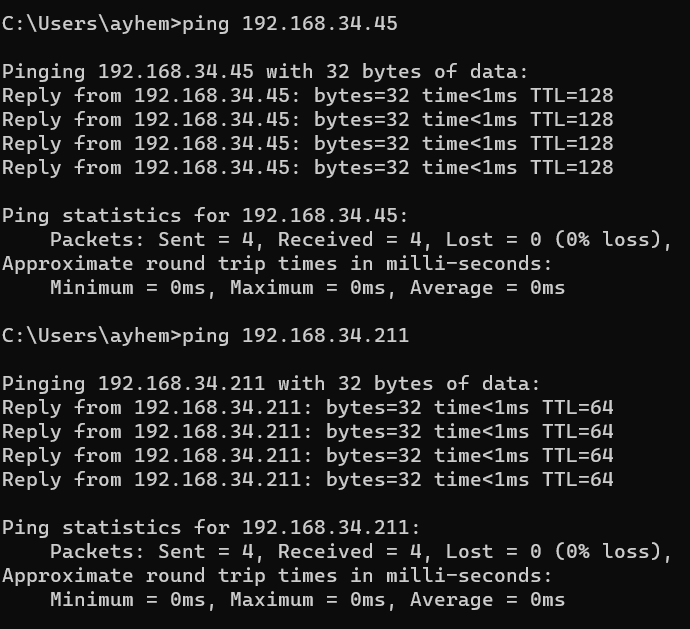 C:\Users\ayhem>ping 192.168.34.45
Pinging 192.168.34.45 with 32 bytes of data:
Reply from 192.168.34.45: bytes=32 time<1ms TTL=128
Reply from 192.168.34.45: bytes=32 time<1ms TTL=128
Reply from 192.168.34.45: bytes=32 time<1ms TTL=128
Reply from 192.168.34.45: bytes=32 time<1ms TTL=128
Ping statistics for 192.168.34.45:
    Packets: Sent = 4, Received = 4, Lost = 0 (0% loss),
Approximate round trip times in milli-seconds:
    Minimum = 0ms, Maximum = 0ms, Average = 0ms
C:\Users\ayhem>ping 192.168.34.211
Pinging 192.168.34.211 with 32 bytes of data:
Reply from 192.168.34.211: bytes=32 time<1ms TTL=64
Reply from 192.168.34.211: bytes=32 time<1ms TTL=64
Reply from 192.168.34.211: bytes=32 time<1ms TTL=64
Reply from 192.168.34.211: bytes=32 time<1ms TTL=64
Ping statistics for 192.168.34.211:
    Packets: Sent = 4, Received = 4, Lost = 0 (0% loss),
Approximate round trip times in milli-seconds:
    Minimum = 0ms, Maximum = 0ms, Average = 0ms